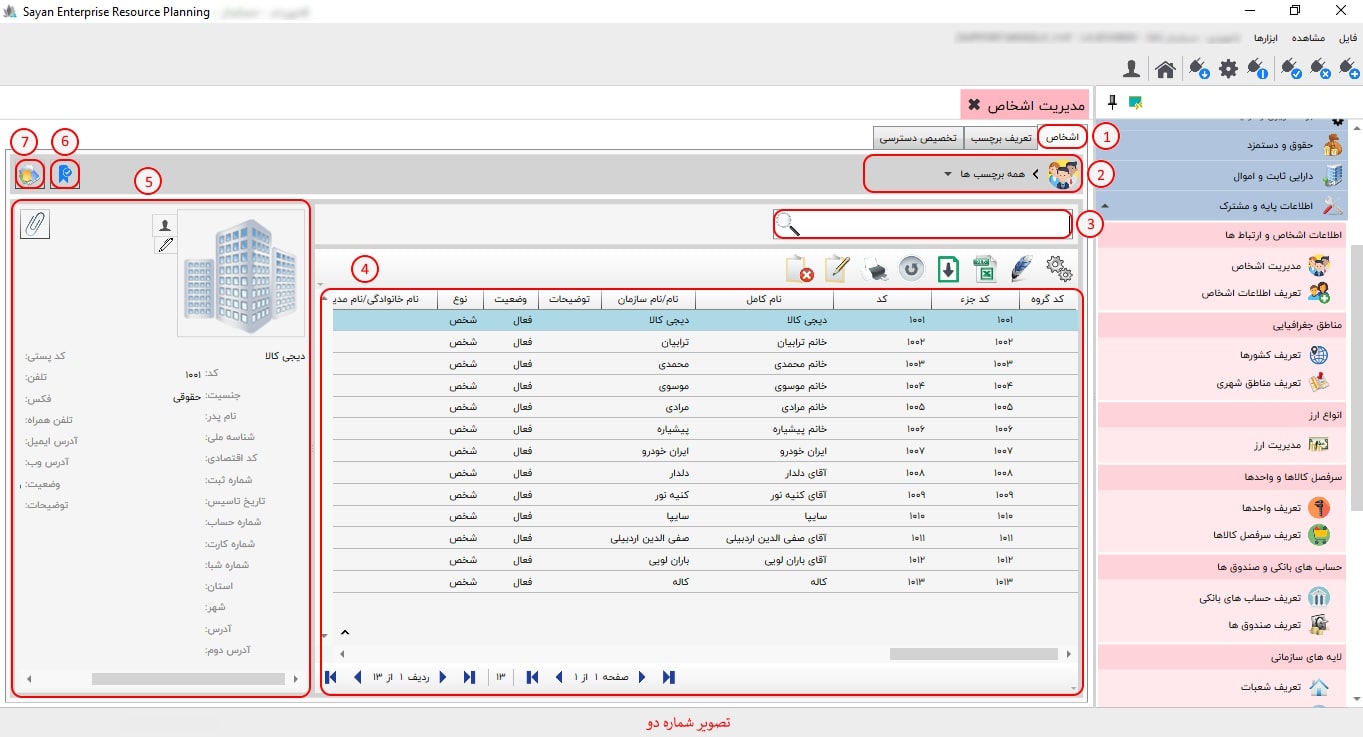 Sayan Enterprise Resource Planning
فایل مشاهده ابزارها
مدیریت اشخاص
اشخاص تعریف برچسب تخصیص دسترسی
1
2
3
4
5
6
7
همه برچسب ها
کد گروه کد جزء کد نام کامل نام/نام سازمان توضیحات وضعیت نوع نام خانوادگی/نام مدیـ
۱۰۰۱ ۱۰۰۱ دیجی کالا دیجی کالا فعال شخص
۱۰۰۲ ۱۰۰۲ خانم ترابیان ترابیان فعال شخص
۱۰۰۳ ۱۰۰۳ خانم محمدی محمدی فعال شخص
۱۰۰۴ ۱۰۰۴ خانم موسوی موسوی فعال شخص
۱۰۰۵ ۱۰۰۵ خانم مرادی مرادی فعال شخص
۱۰۰۶ ۱۰۰۶ خانم پیشیاره پیشیاره فعال شخص
۱۰۰۷ ۱۰۰۷ ایران خودرو ایران خودرو فعال شخص
۱۰۰۸ ۱۰۰۸ آقای دلدار دلدار فعال شخص
۱۰۰۹ ۱۰۰۹ آقای کنیه نور کنیه نور فعال شخص
۱۰۱۰ ۱۰۱۰ سایپا سایپا فعال شخص
۱۰۱۱ ۱۰۱۱ آقای صفی الدین اردبیلی صفی الدین اردبیلی فعال شخص
۱۰۱۲ ۱۰۱۲ آقای باران لویی باران لویی فعال شخص
۱۰۱۳ ۱۰۱۳ کاله کاله فعال شخص
صفحه ۱ از ۱ ۱۳ ردیف ۱ از ۱۳
دیجی کالا
کد: ۱۰۰۱
جنسیت: حقوقی
نام پدر:
شناسه ملی:
کد اقتصادی:
شماره ثبت:
تاریخ تاسیس:
شماره حساب:
شماره کارت:
شماره شبا:
استان:
شهر:
آدرس:
آدرس دوم:
کد پستی:
تلفن:
فکس:
تلفن همراه:
آدرس ایمیل:
آدرس وب:
وضعیت:
توضیحات:
حقوق و دستمزد
دارایی ثابت و اموال
اطلاعات پایه و مشترک
اطلاعات اشخاص و ارتباط ها
مدیریت اشخاص
تعریف اطلاعات اشخاص
مناطق جغرافیایی
تعریف کشورها
تعریف مناطق شهری
انواع ارز
مدیریت ارز
سرفصل کالاها و واحدها
تعریف واحدها
تعریف سرفصل کالاها
حساب های بانکی و صندوق ها
تعریف حساب های بانکی
تعریف صندوق ها
لایه های سازمانی
تعریف شعبات
تصویر شماره دو